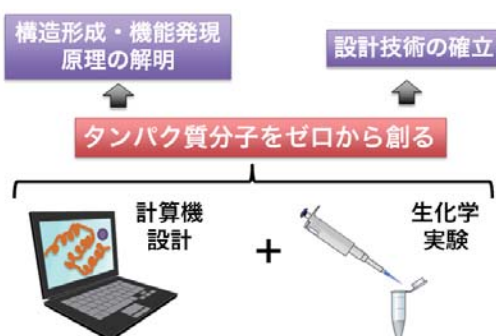 構造形成・機能発現
原理の解明
設計技術の確立
タンパク質分子をゼロから創る
計算機
設計
+
生化学
実験